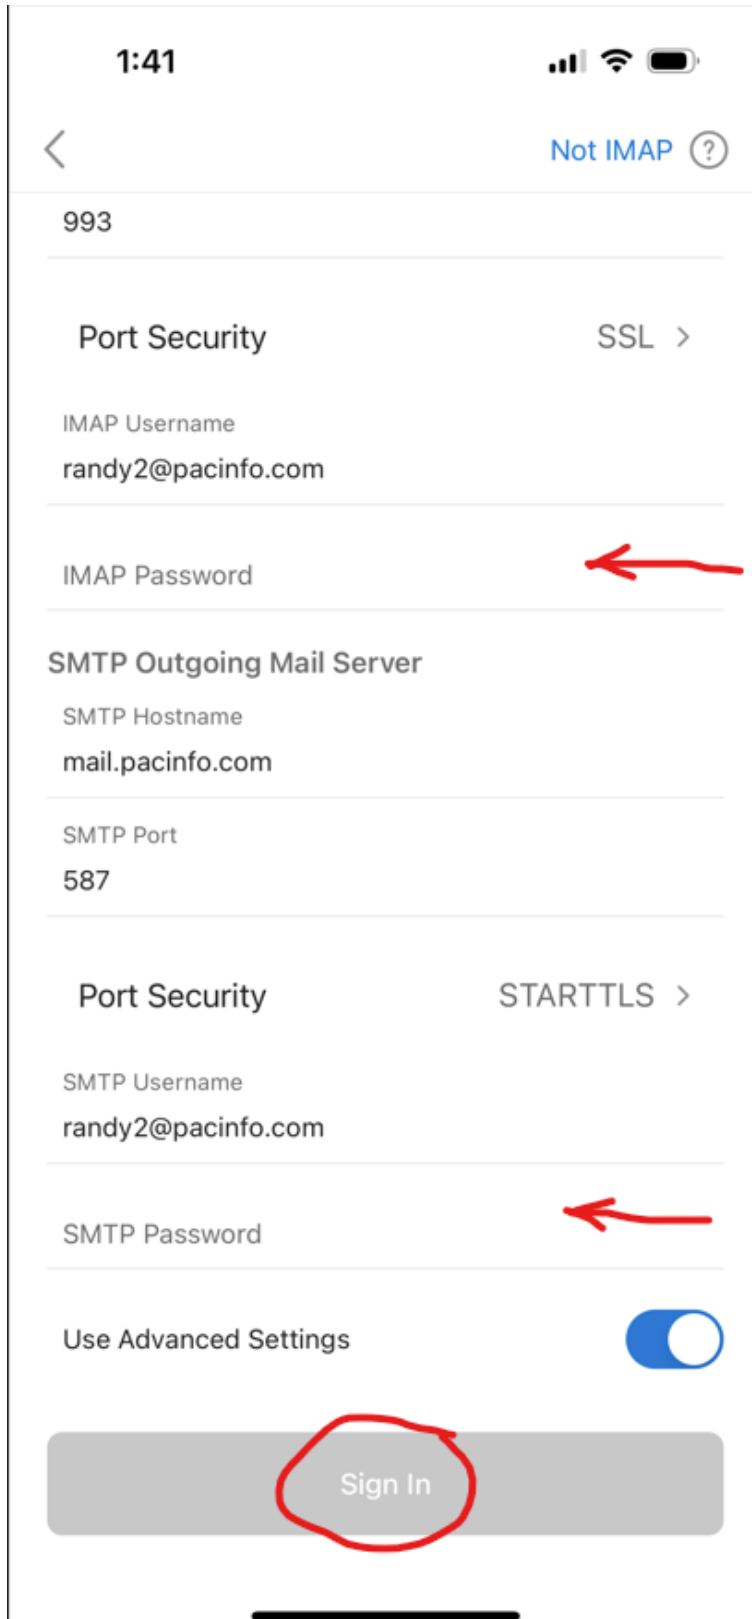 1:41
Not IMAP ?
993
Port Security SSL >
IMAP Username
randy2@pacinfo.com
IMAP Password
SMTP Outgoing Mail Server
SMTP Hostname
mail.pacinfo.com
SMTP Port
587
Port Security STARTTLS >
SMTP Username
randy2@pacinfo.com
SMTP Password
Use Advanced Settings
Sign In